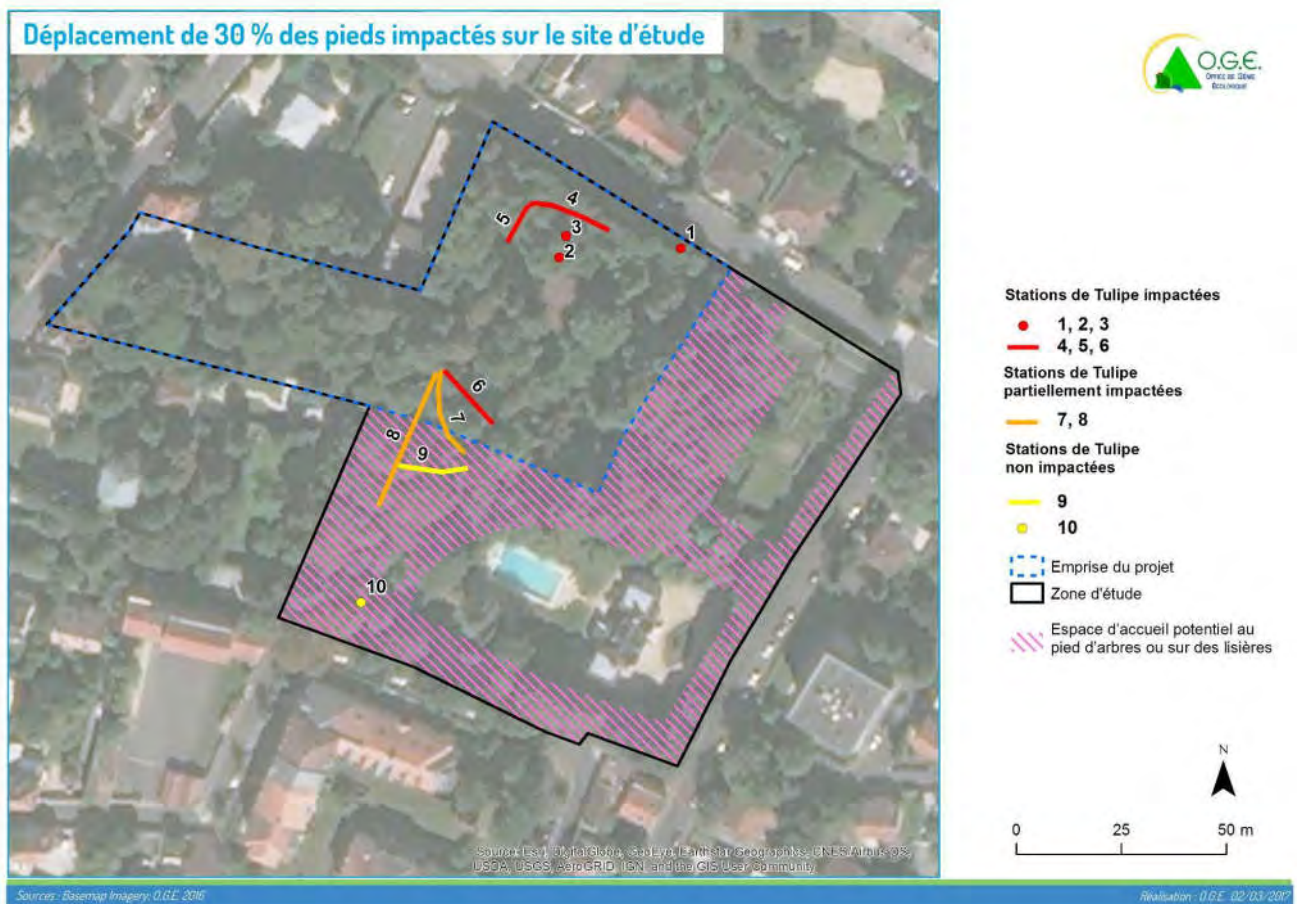 Déplacement de 30 % des pieds impactés sur le site d'étude
O.G.E.
OFFICE DE GÉNIE
ÉCOLOGIQUE
4
5
3
1
2
6
7
8
9
10
Stations de Tulipe impactées
1, 2, 3
4, 5, 6
Stations de Tulipe
partiellement impactées
7, 8
Stations de Tulipe
non impactées
9
10
Emprise du projet
Zone d'étude
Espace d'accueil potentiel au
pied d'arbres ou sur des lisières
N
0 25 50 m
Source: Esri, DigitalGlobe, GeoEye, Earthstar Geographics, CNES/Airbus DS,
USDA, USGS, AeroGRID, IGN, and the GIS User Community
Sources : Basemap Imagery; O.G.E. 2016
Réalisation : O.G.E. 02/03/2017